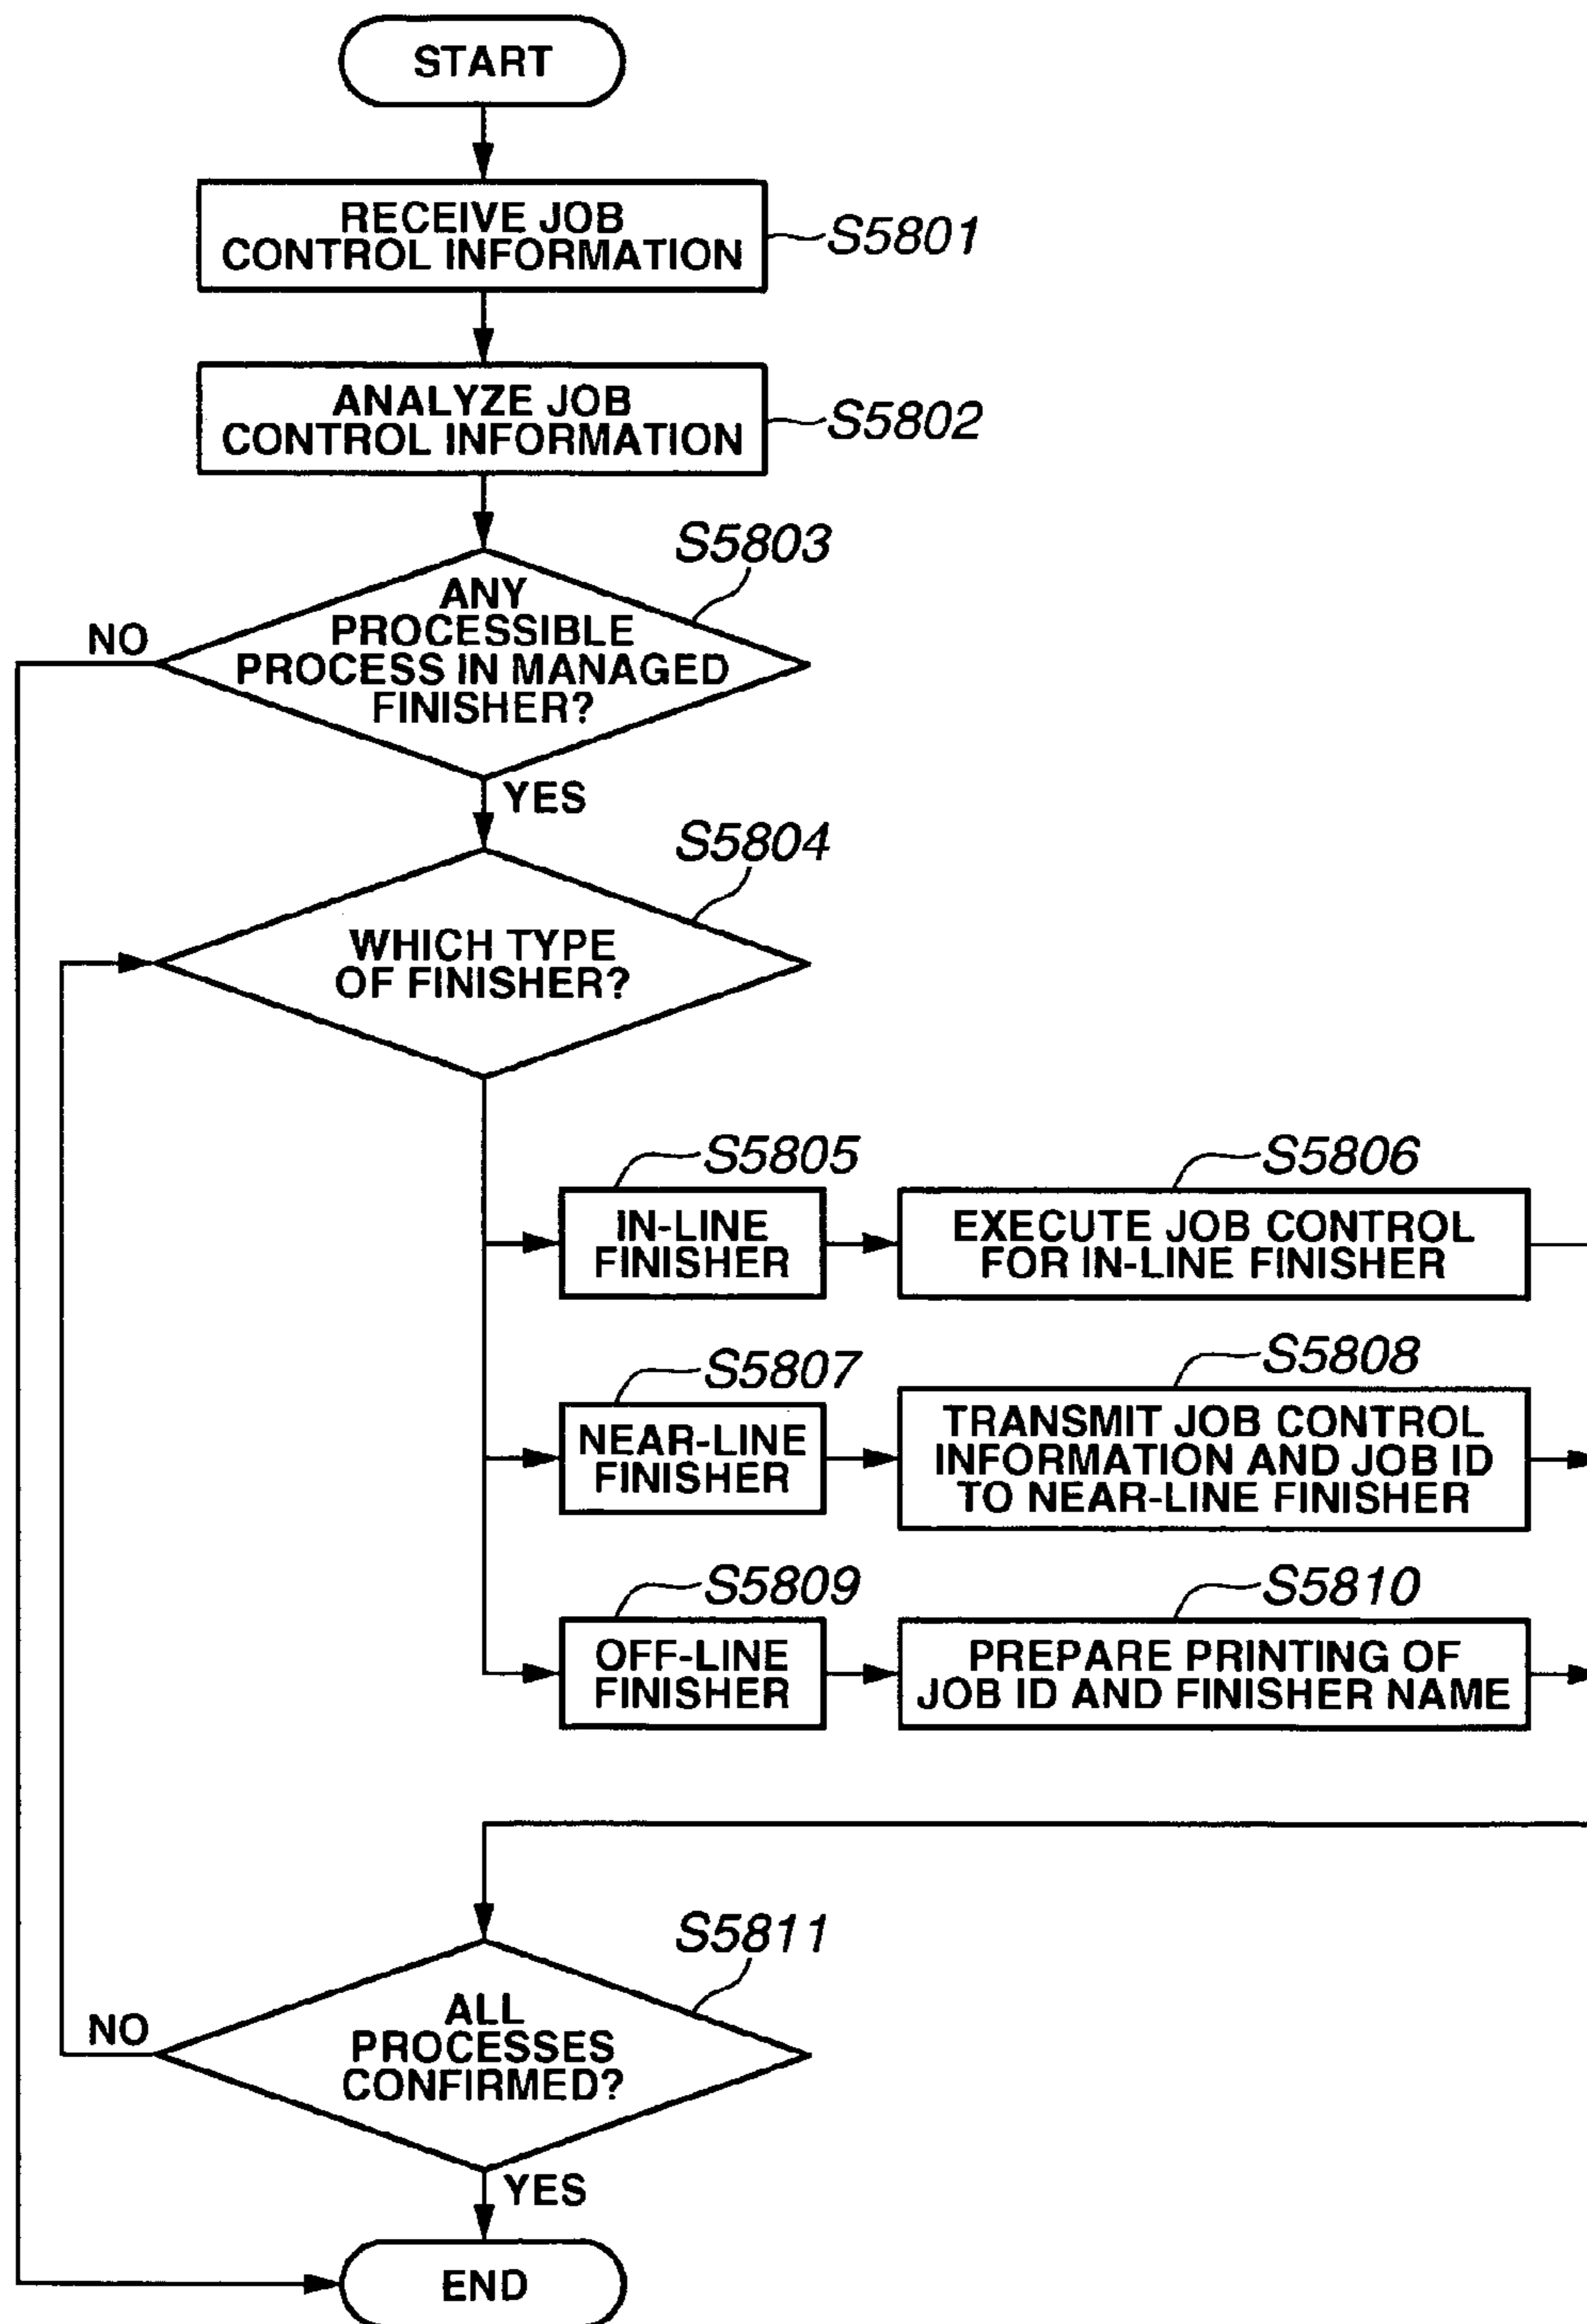 START
RECEIVE JOB
CONTROL INFORMATION
S5801
ANALYZE JOB
CONTROL INFORMATION
S5802
S5803
ANY
PROCESSIBLE
PROCESS IN MANAGED
FINISHER?
NO
YES
S5804
WHICH TYPE
OF FINISHER?
S5805
IN-LINE
FINISHER
S5806
EXECUTE JOB CONTROL
FOR IN-LINE FINISHER
S5807
NEAR-LINE
FINISHER
S5808
TRANSMIT JOB CONTROL
INFORMATION AND JOB ID
TO NEAR-LINE FINISHER
S5809
OFF-LINE
FINISHER
S5810
PREPARE PRINTING OF
JOB ID AND FINISHER NAME
S5811
ALL
PROCESSES
CONFIRMED?
NO
YES
END